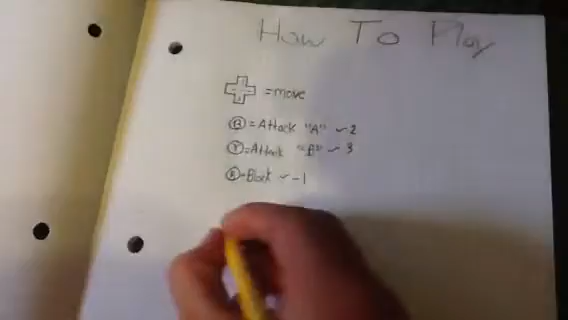 How To Play
= move
= Attack "A" ~ 2
Y = Attack "B" ~ 3
= Block ~ -1